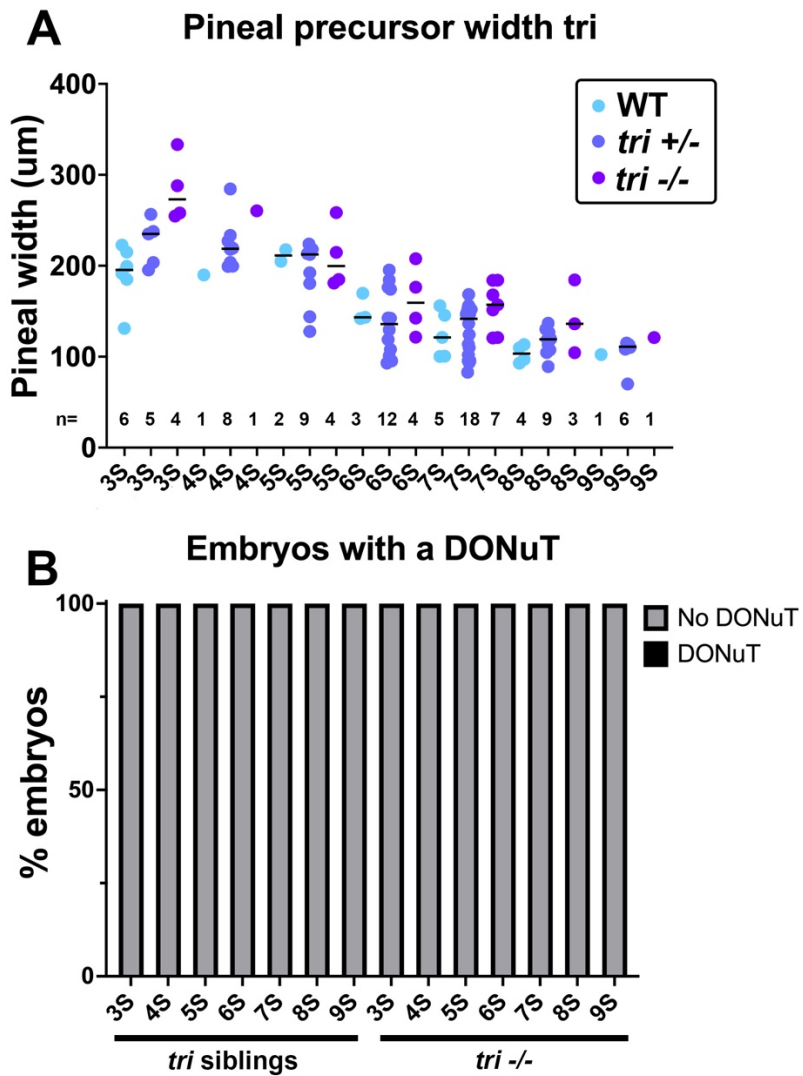 A
Pineal precursor width tri
Pineal width (um)
400
300
200
100
0
WT
tri +/-
tri -/-
n= 6 5 4 1 8 1 2 9 4 3 12 4 5 18 7 4 9 3 1 6 1
3S 3S 3S 4S 4S 4S 5S 5S 5S 6S 6S 6S 7S 7S 7S 8S 8S 8S 9S 9S 9S
B
Embryos with a DONuT
% embryos
100
50
0
No DONuT
DONuT
3S 4S 5S 6S 7S 8S 9S 3S 4S 5S 6S 7S 8S 9S
tri siblings tri -/-